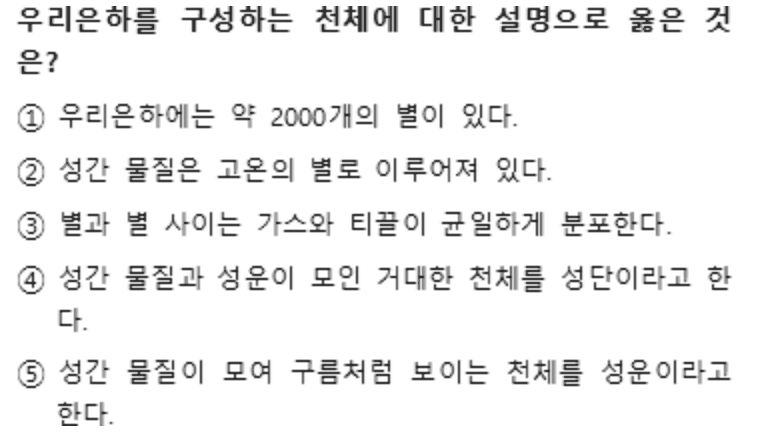 우리은하를 구성하는 천체에 대한 설명으로 옳은 것
은?
① 우리은하에는 약 2000개의 별이 있다.
② 성간 물질은 고온의 별로 이루어져 있다.
③ 별과 별 사이는 가스와 티끌이 균일하게 분포한다.
④ 성간 물질과 성운이 모인 거대한 천체를 성단이라고 한
다.
⑤ 성간 물질이 모여 구름처럼 보이는 천체를 성운이라고
한다.